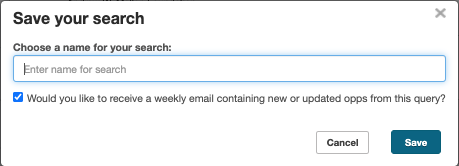 Save your search
×
Choose a name for your search:
Enter name for search
Would you like to receive a weekly email containing new or updated opps from this query?
Cancel Save